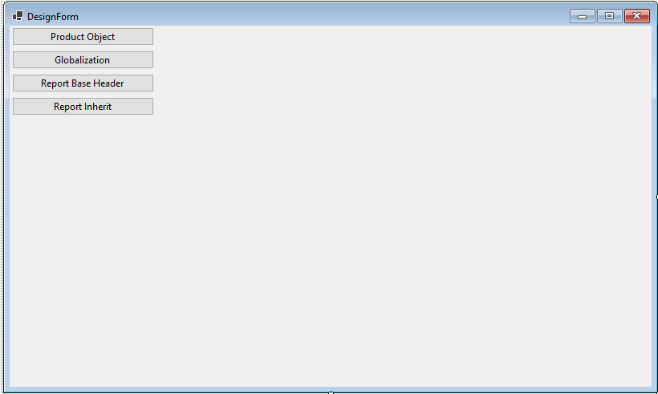 DesignForm
Product Object
Globalization
Report Base Header
Report Inherit